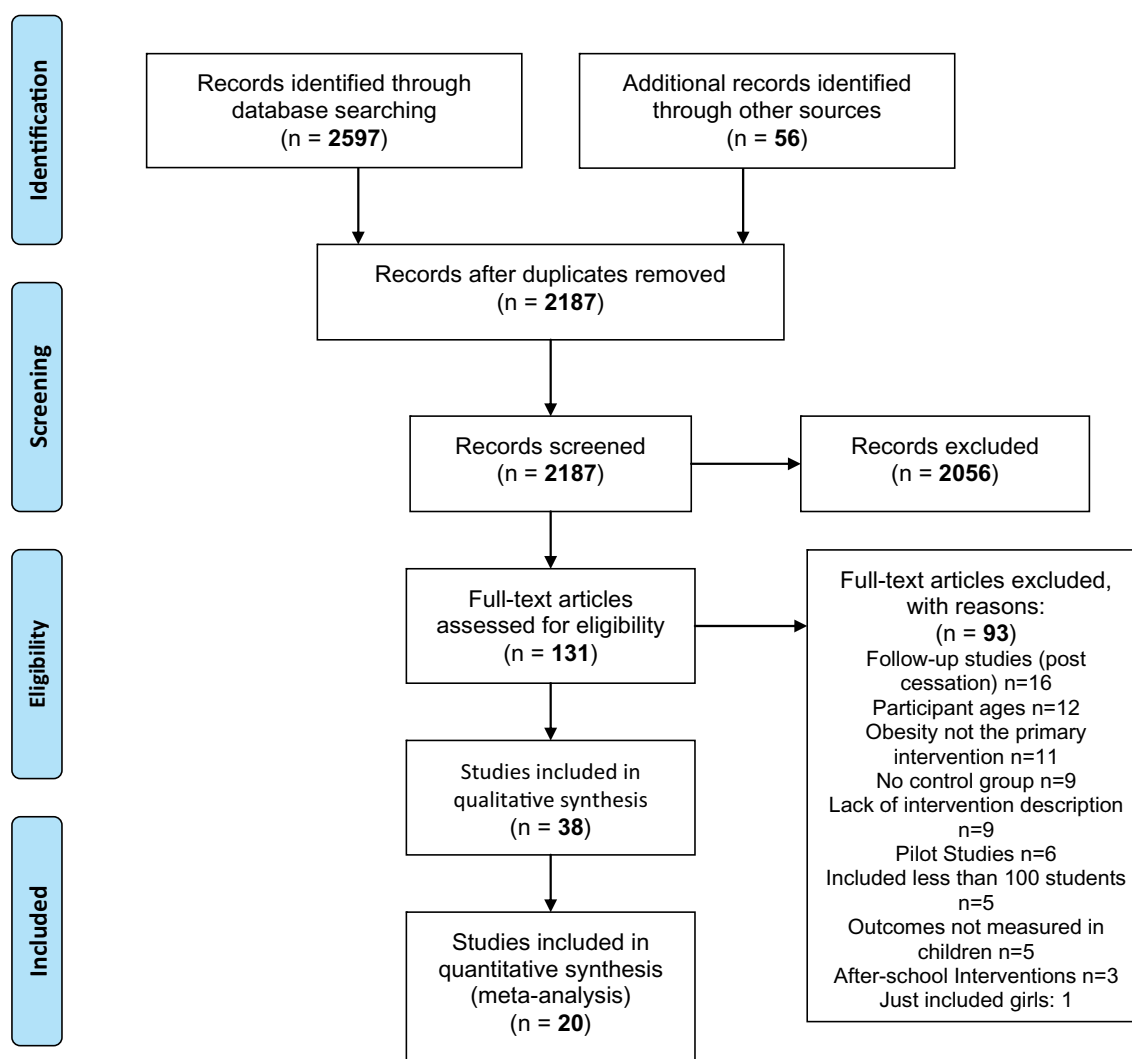 Identification
Records identified through
database searching
(n = 2597)
Additional records identified
through other sources
(n = 56)
Screening
Records after duplicates removed
(n = 2187)
Records screened
(n = 2187)
Records excluded
(n = 2056)
Eligibility
Full-text articles
assessed for eligibility
(n = 131)
Full-text articles excluded,
with reasons:
(n = 93)
Follow-up studies (post
cessation) n=16
Participant ages n=12
Obesity not the primary
intervention n=11
No control group n=9
Lack of intervention description
n=9
Pilot Studies n=6
Included less than 100 students
n=5
Outcomes not measured in
children n=5
After-school Interventions n=3
Just included girls: 1
Studies included in
qualitative synthesis
(n = 38)
Included
Studies included in
quantitative synthesis
(meta-analysis)
(n = 20)